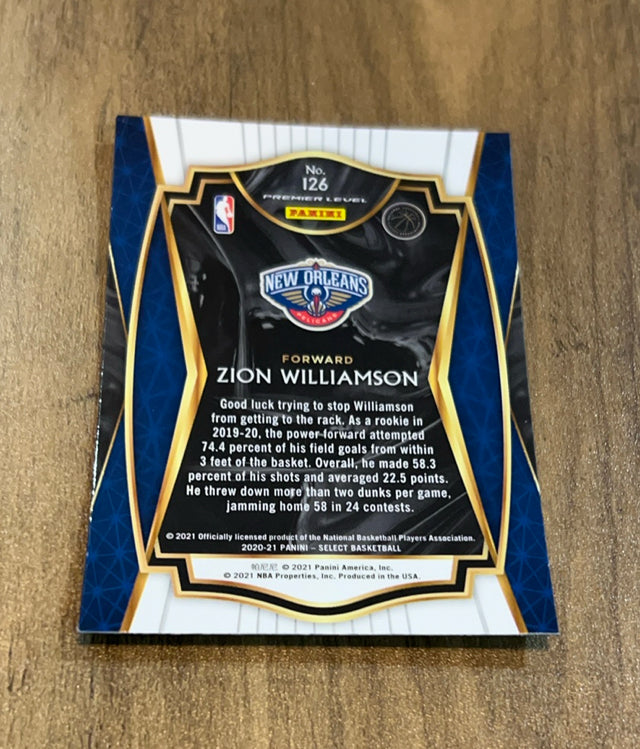 No.
126
PREMIER LEVEL
PANINI
NEW ORLEANS
PELICANS
FORWARD
ZION WILLIAMSON
Good luck trying to stop Williamson
from getting to the rack. As a rookie in
2019-20, the power forward attempted
74.4 percent of his field goals from within
3 feet of the basket. Overall, he made 58.3
percent of his shots and averaged 22.5 points.
He threw down more than two dunks per game,
jamming home 58 in 24 contests.
© 2021 Officially licensed product of the National Basketball Players Association.
2020-21 PANINI – SELECT BASKETBALL
帕尼尼 © 2021 Panini America, Inc.
© 2021 NBA Properties, Inc. Produced in the USA.